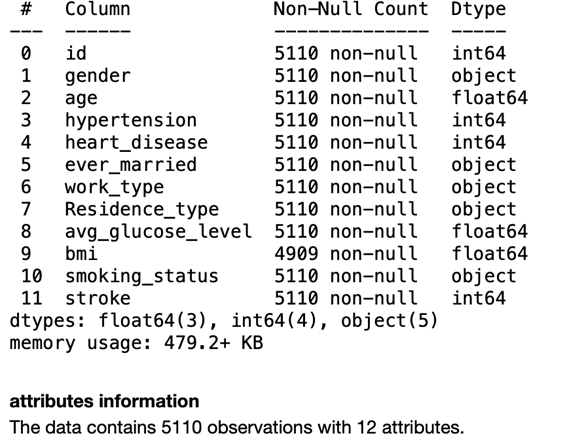 #   Column             Non-Null Count  Dtype
---  ------             --------------  -----
0   id                 5110 non-null   int64
1   gender             5110 non-null   object
2   age                5110 non-null   float64
3   hypertension       5110 non-null   int64
4   heart_disease      5110 non-null   int64
5   ever_married       5110 non-null   object
6   work_type          5110 non-null   object
7   Residence_type     5110 non-null   object
8   avg_glucose_level  5110 non-null   float64
9   bmi                4909 non-null   float64
10  smoking_status     5110 non-null   object
11  stroke             5110 non-null   int64
dtypes: float64(3), int64(4), object(5)
memory usage: 479.2+ KB
attributes information
The data contains 5110 observations with 12 attributes.